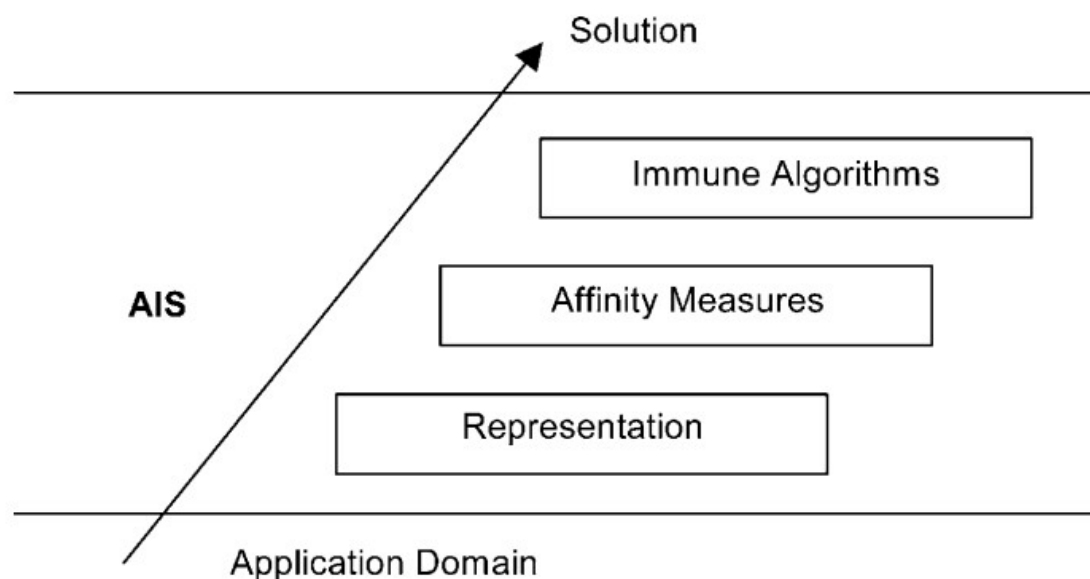 Solution
Immune Algorithms
AIS
Affinity Measures
Representation
Application Domain